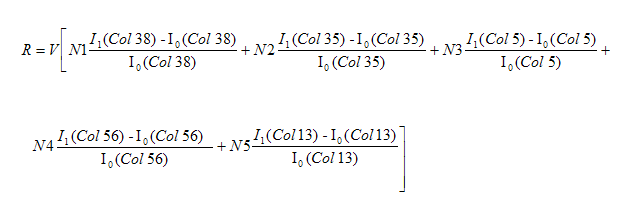 R = V[ N1 (I₁(Col 38) - I₀(Col 38))/(I₀(Col 38)) + N2 (I₁(Col 35) - I₀(Col 35))/(I₀(Col 35)) + N3 (I₁(Col 5) - I₀(Col 5))/(I₀(Col 5)) +
N4 (I₁(Col 56) - I₀(Col 56))/(I₀(Col 56)) + N5 (I₁(Col 13) - I₀(Col 13))/(I₀(Col 13)) ]